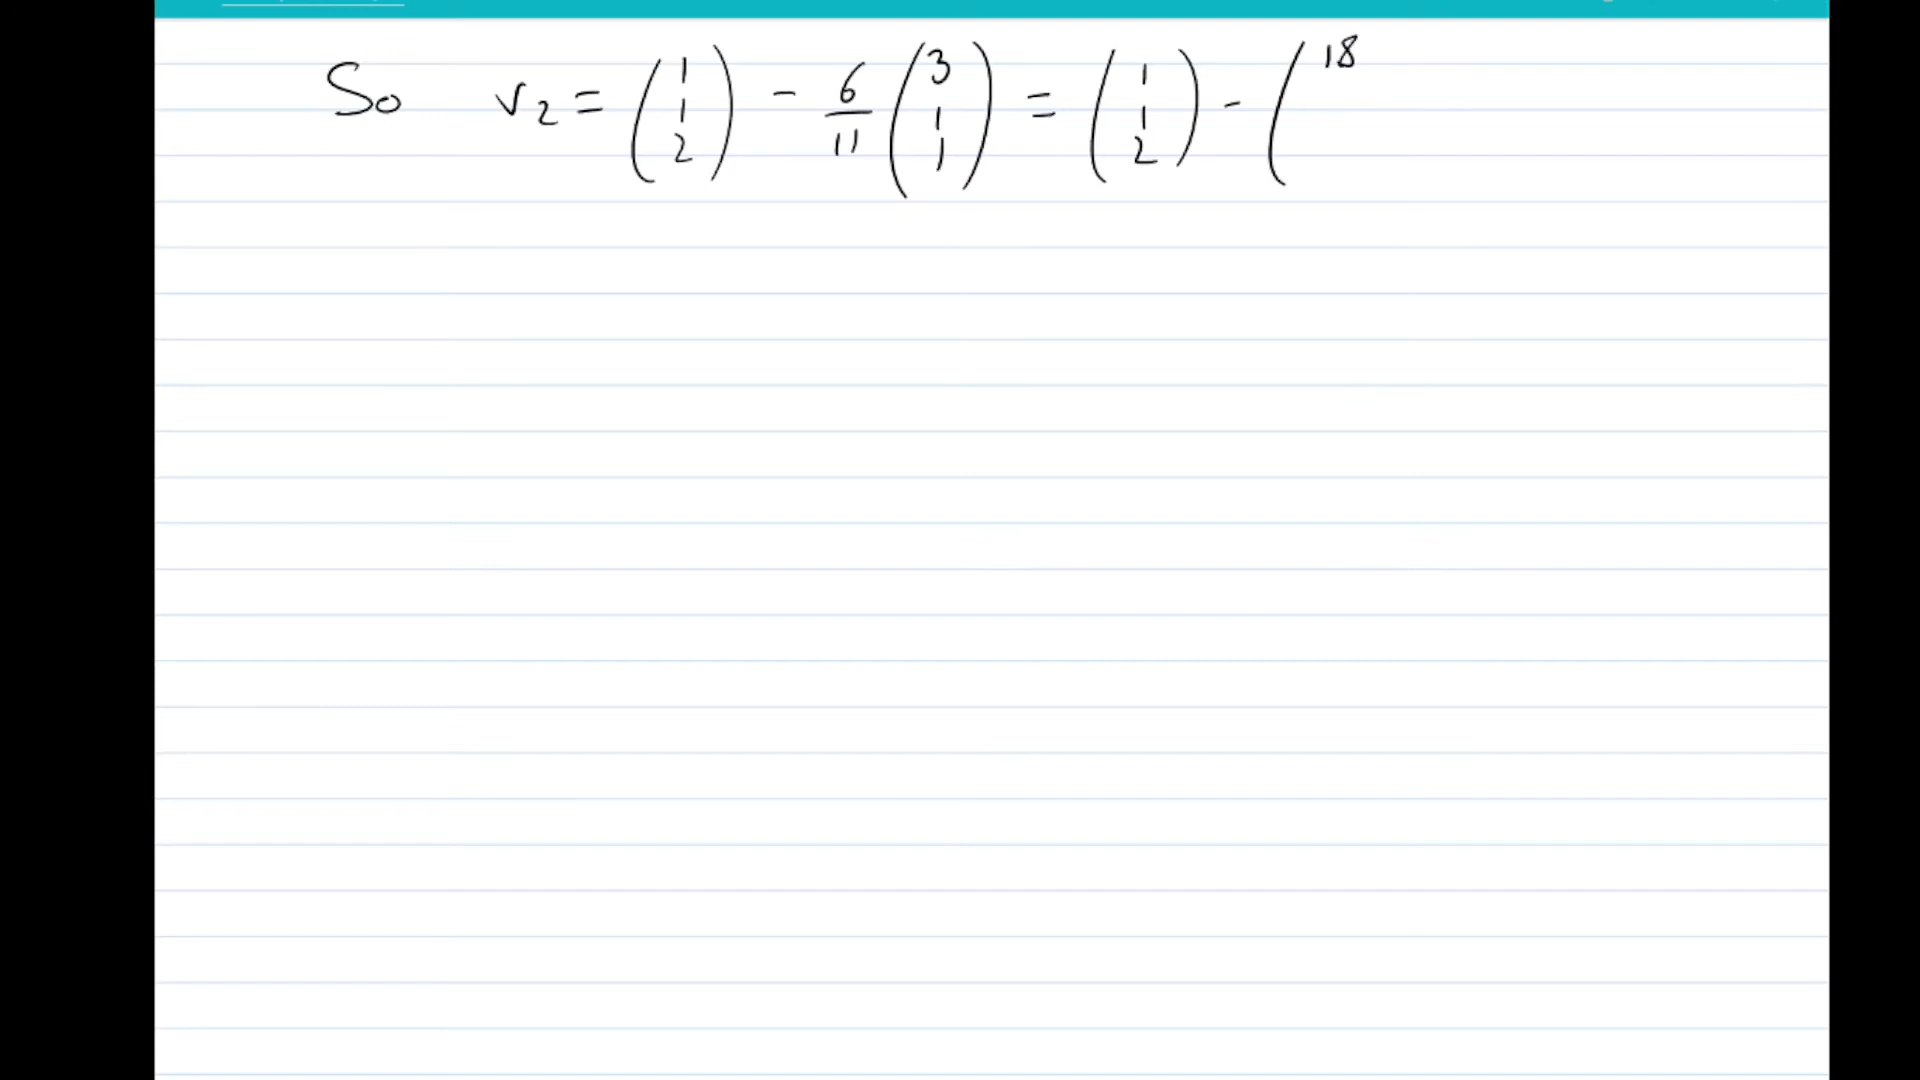 So v₂ = (1 1 2) - 6/11 (3 1 1) = (1 1 2) - (18